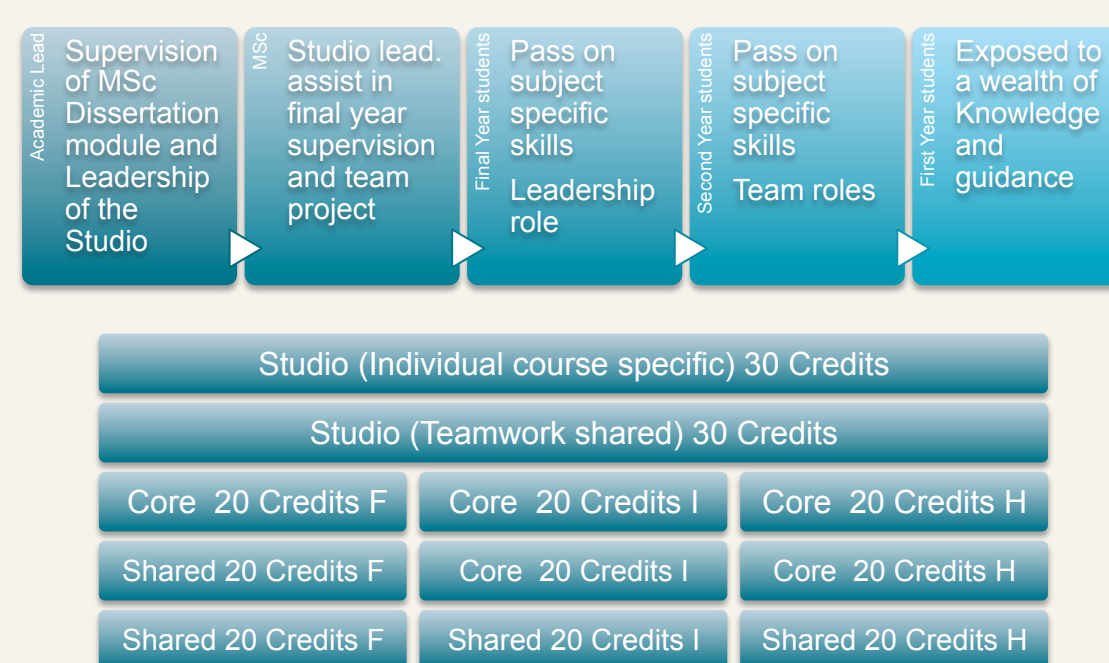 Academic Lead
Supervision
of MSc
Dissertation
module and
Leadership
of the
Studio
MSc
Studio lead.
assist in
final year
supervision
and team
project
Final Year students
Pass on
subject
specific
skills
Leadership
role
Second Year students
Pass on
subject
specific
skills
Team roles
First Year students
Exposed to
a wealth of
Knowledge
and
guidance
Studio (Individual course specific) 30 Credits
Studio (Teamwork shared) 30 Credits
Core  20 Credits F
Core  20 Credits I
Core  20 Credits H
Shared 20 Credits F
Core  20 Credits I
Core  20 Credits H
Shared 20 Credits F
Shared 20 Credits I
Shared 20 Credits H